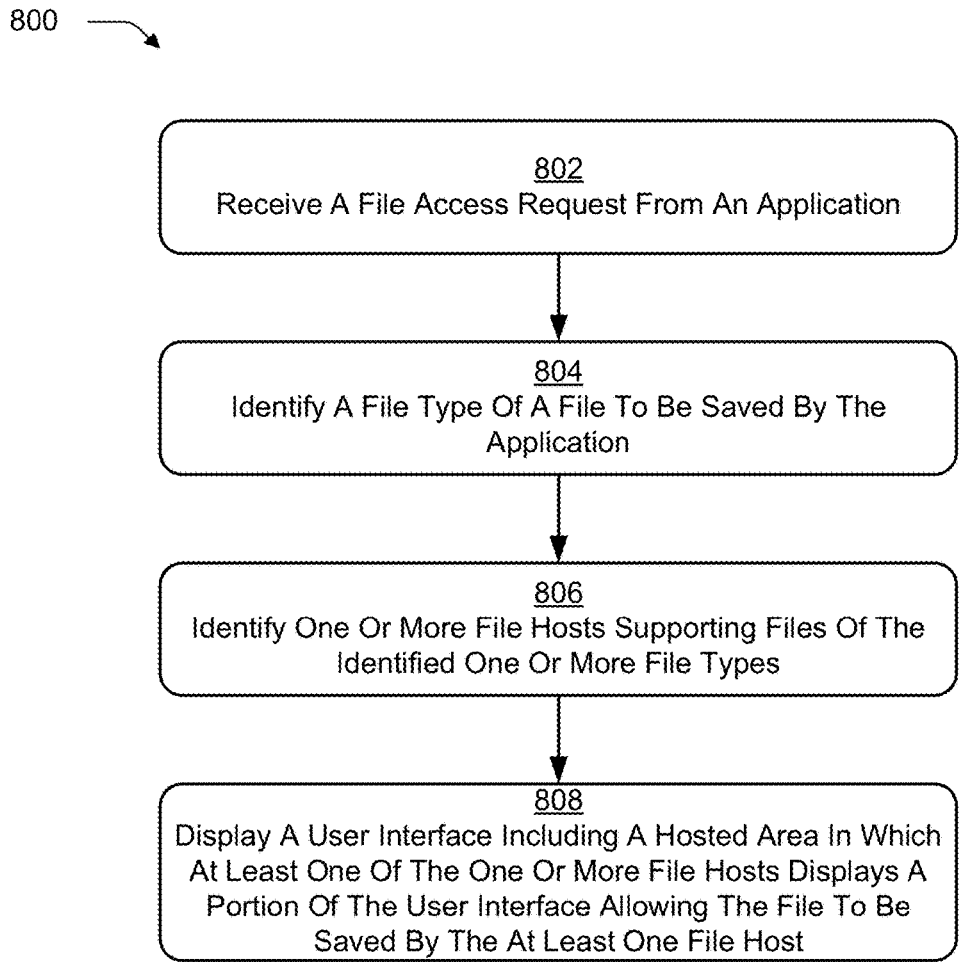 800
802
Receive A File Access Request From An Application
804
Identify A File Type Of A File To Be Saved By The
Application
806
Identify One Or More File Hosts Supporting Files Of The
Identified One Or More File Types
808
Display A User Interface Including A Hosted Area In Which
At Least One Of The One Or More File Hosts Displays A
Portion Of The User Interface Allowing The File To Be
Saved By The At Least One File Host